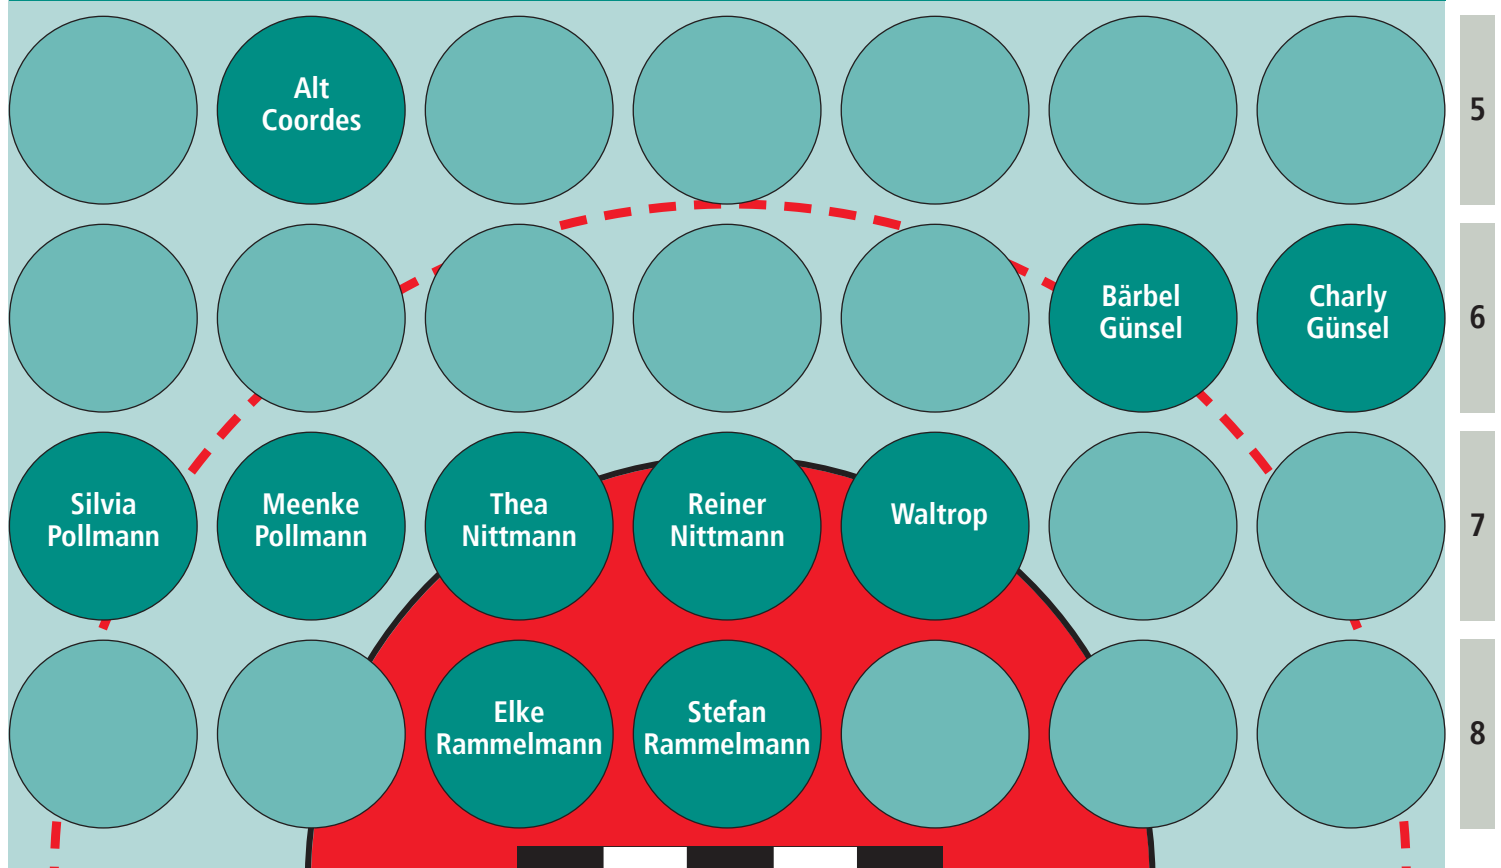 Alt
Coordes
5
Bärbel
Günsel
Charly
Günsel
6
Silvia
Pollmann
Meenke
Pollmann
Thea
Nittmann
Reiner
Nittmann
Waltrop
7
Elke
Rammelmann
Stefan
Rammelmann
8